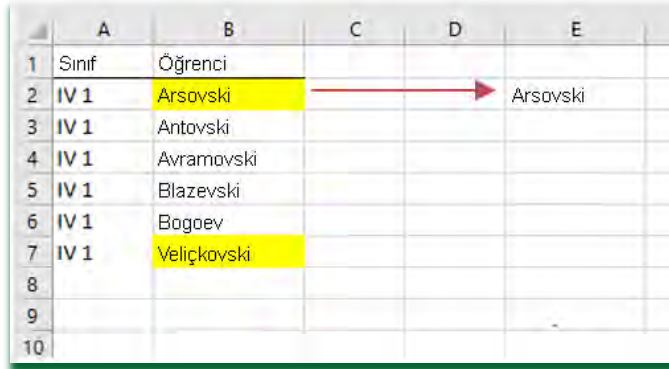 A B C D E
1 Sınıf Öğrenci
2 IV 1 Arsovski Arsovski
3 IV 1 Antovski
4 IV 1 Avramovski
5 IV 1 Blazevski
6 IV 1 Bogoev
7 IV 1 Veliçkovski
8
9
10